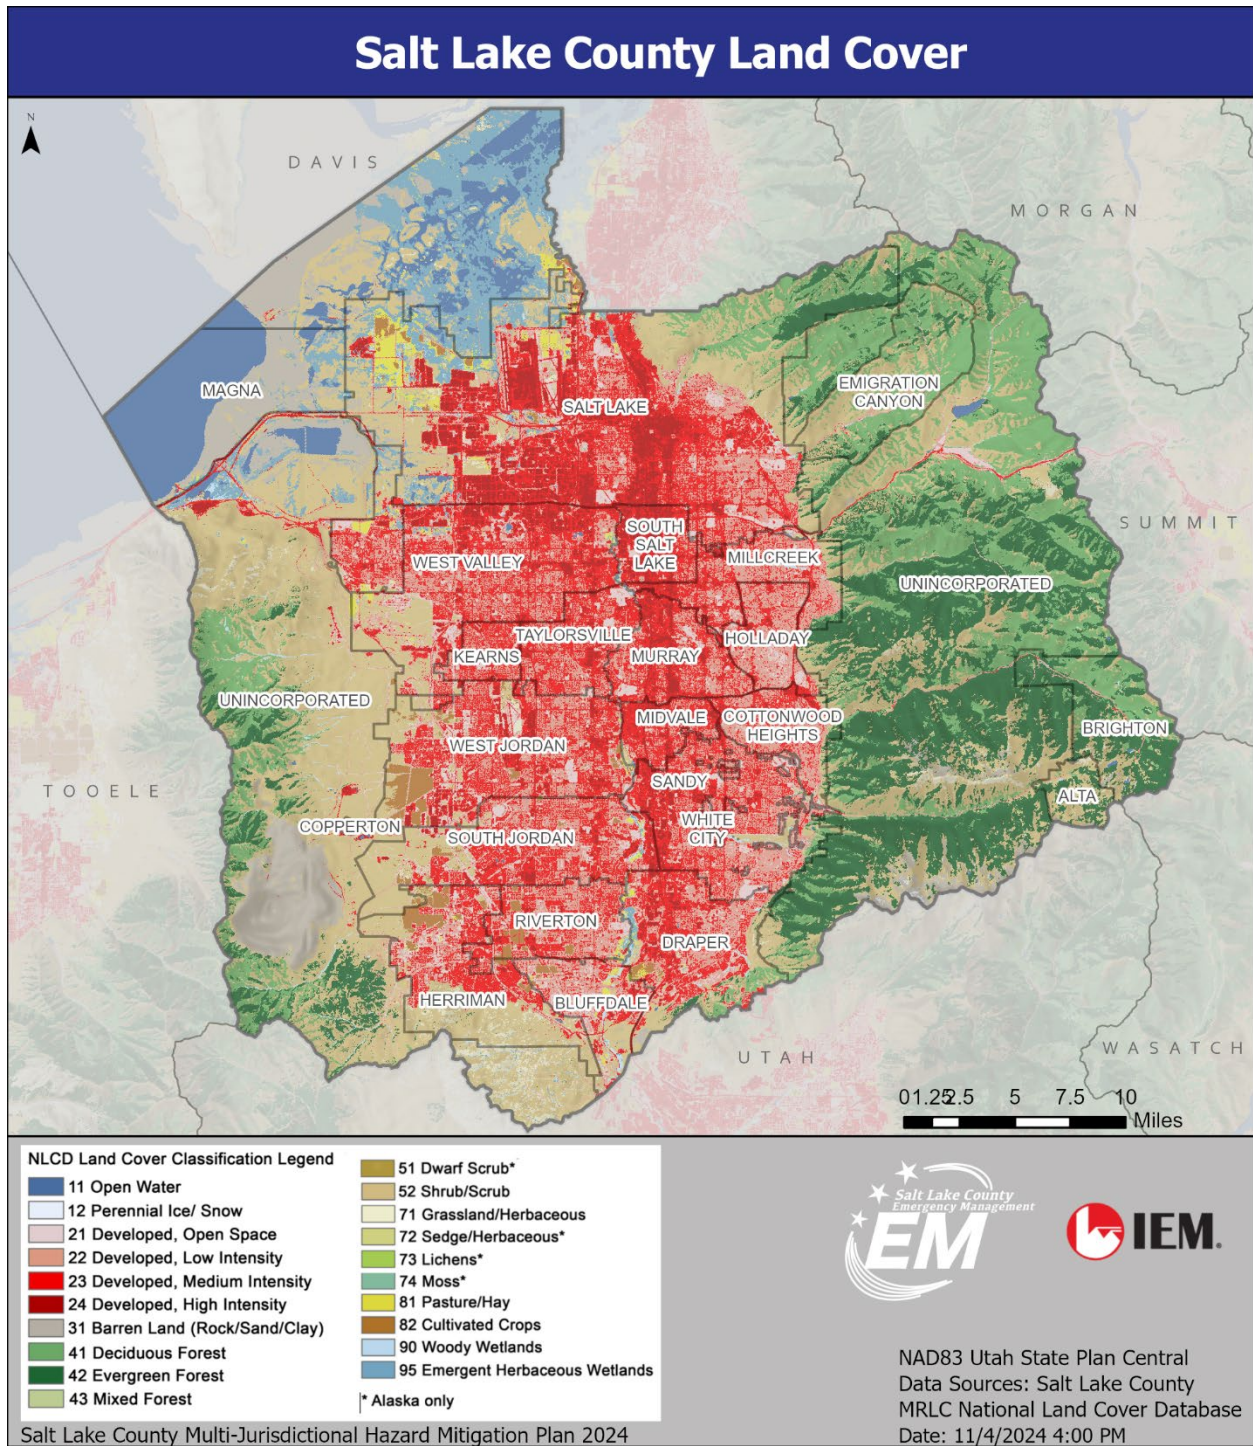 Salt Lake County Land Cover
N
DAVIS
MORGAN
MAGNA
EMIGRATION
CANYON
SALT LAKE
SUMMIT
SOUTH
SALT
LAKE
WEST VALLEY
MILLCREEK
UNINCORPORATED
TAYLORSVILLE
KEARNS
MURRAY
HOLLADAY
UNINCORPORATED
MIDVALE
COTTONWOOD
HEIGHTS
BRIGHTON
WEST JORDAN
SANDY
TOOELE
ALTA
COPPERTON
SOUTH JORDAN
WHITE
CITY
RIVERTON
DRAPER
HERRIMAN
BLUFFDALE
UTAH
WASATCH
01.252.5 5 7.5 10
Miles
NLCD Land Cover Classification Legend
11 Open Water
12 Perennial Ice/ Snow
21 Developed, Open Space
22 Developed, Low Intensity
23 Developed, Medium Intensity
24 Developed, High Intensity
31 Barren Land (Rock/Sand/Clay)
41 Deciduous Forest
42 Evergreen Forest
43 Mixed Forest
51 Dwarf Scrub*
52 Shrub/Scrub
71 Grassland/Herbaceous
72 Sedge/Herbaceous*
73 Lichens*
74 Moss*
81 Pasture/Hay
82 Cultivated Crops
90 Woody Wetlands
95 Emergent Herbaceous Wetlands
* Alaska only
Salt Lake County
Emergency Management
EM
IEM.
NAD83 Utah State Plan Central
Data Sources: Salt Lake County
MRLC National Land Cover Database
Date: 11/4/2024 4:00 PM
Salt Lake County Multi-Jurisdictional Hazard Mitigation Plan 2024